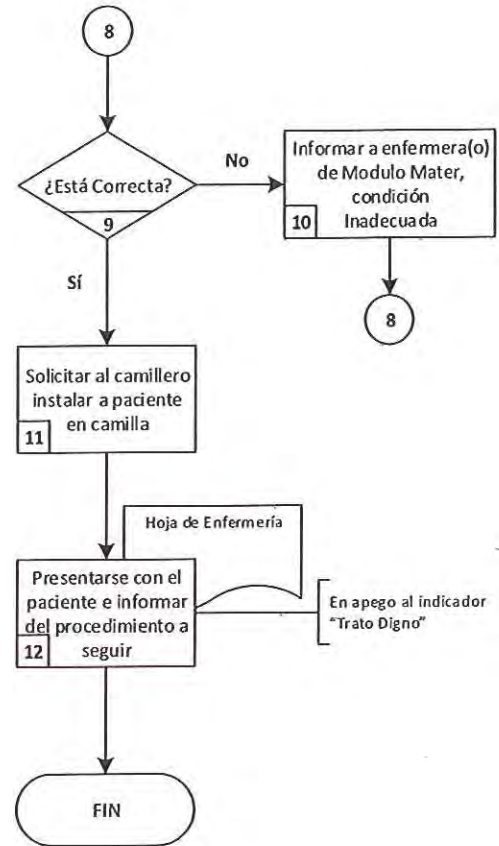 8
¿Está Correcta?
9
No
Informar a enfermera(o)
de Modulo Mater,
condición
Inadecuada
10
8
Sí
Solicitar al camillero
instalar a paciente
en camilla
11
Hoja de Enfermería
Presentarse con el
paciente e informar
del procedimiento a
seguir
12
En apego al indicador
"Trato Digno"
FIN